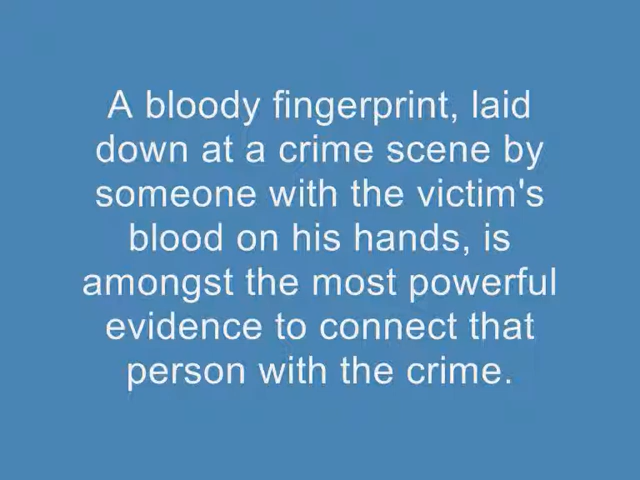 A bloody fingerprint, laid
down at a crime scene by
someone with the victim's
blood on his hands, is
amongst the most powerful
evidence to connect that
person with the crime.